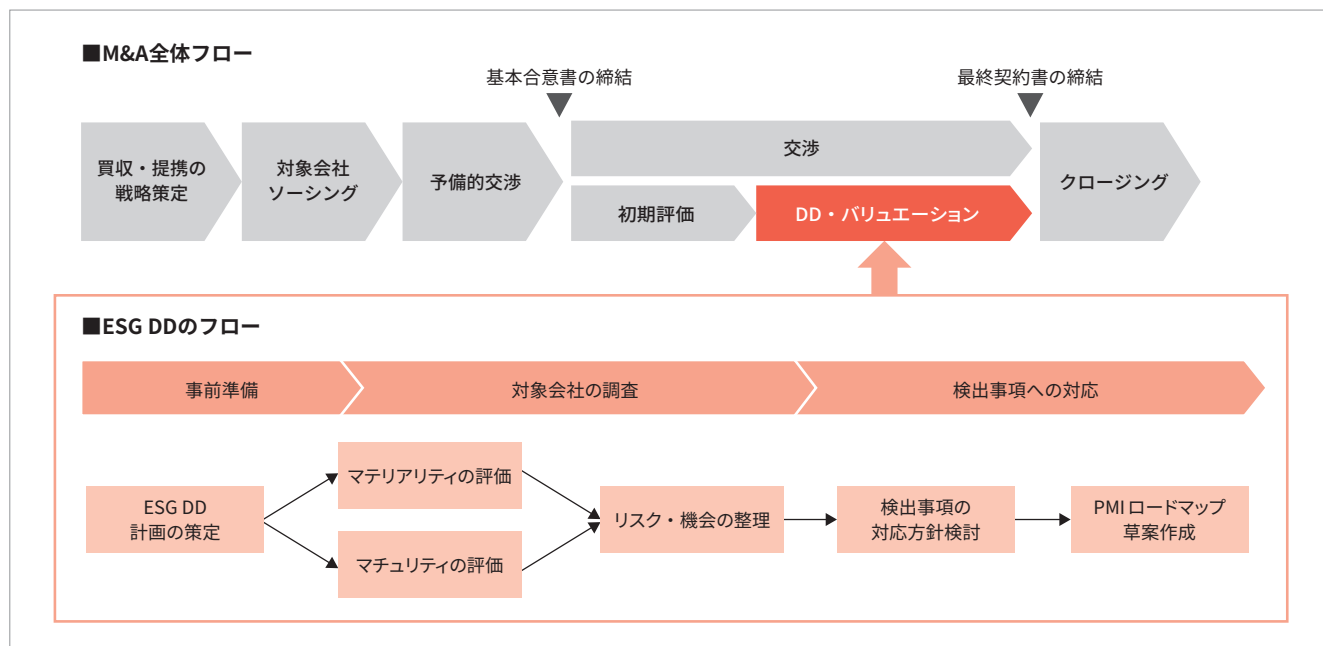 ■M&A全体フロー
基本合意書の締結
最終契約書の締結
買収・提携の
戦略策定
対象会社
ソーシング
予備的交渉
交渉
初期評価
DD・バリュエーション
クロージング
■ESG DDのフロー
事前準備
対象会社の調査
検出事項への対応
ESG DD
計画の策定
マテリアリティの評価
マチュリティの評価
リスク・機会の整理
検出事項の
対応方針検討
PMIロードマップ
草案作成